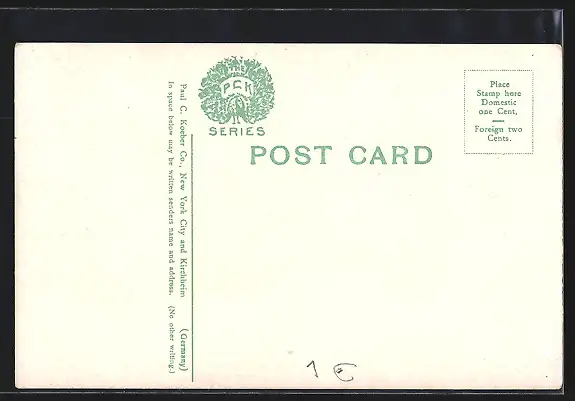 THE
P C K
SERIES
POST CARD
Place
Stamp here
Domestic
one Cent,
Foreign two
Cents.
Paul C. Koeber Co., New York City and Kirchheim (Germany)
In space below may be written senders name and address. (No other writing.)
1 €